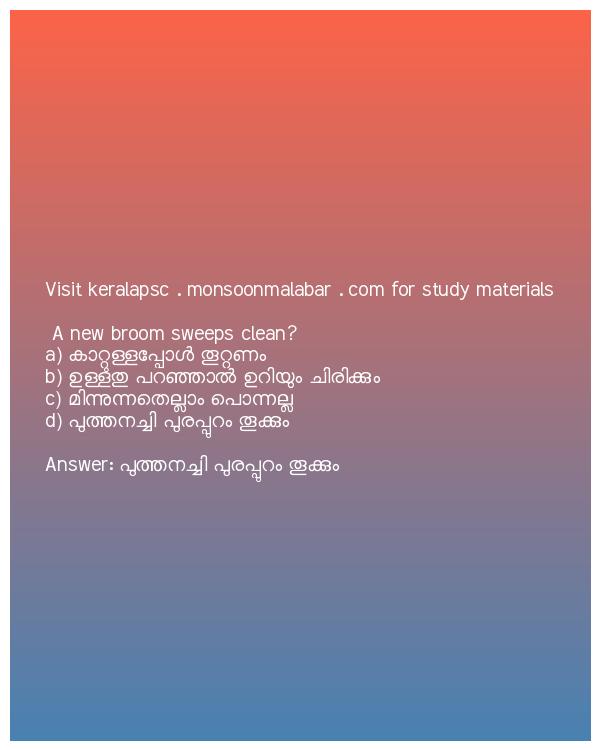 Visit keralapsc . monsoonmalabar . com for study materials
A new broom sweeps clean?
a) കാറ്റുള്ളപ്പോൾ തൂറ്റണം
b) ഉള്ളതു പറഞ്ഞാൽ ഉറിയും ചിരിക്കും
c) മിന്നുന്നതെല്ലാം പൊന്നല്ല
d) പുത്തനച്ചി പുരപ്പുറം തൂക്കും
Answer: പുത്തനച്ചി പുരപ്പുറം തൂക്കും